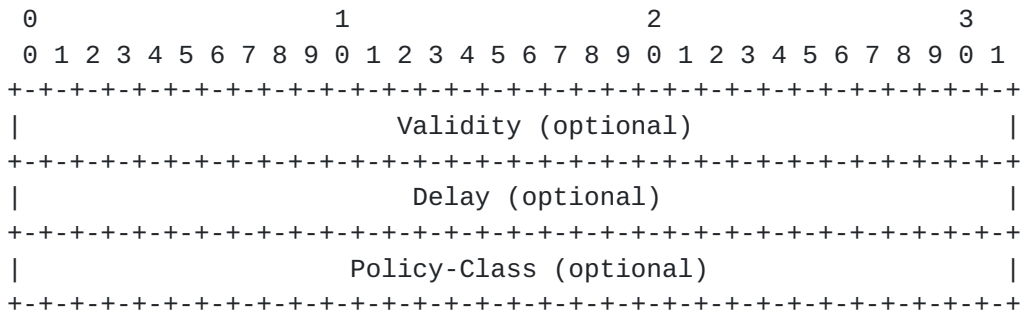 0                   1                   2                   3
 0 1 2 3 4 5 6 7 8 9 0 1 2 3 4 5 6 7 8 9 0 1 2 3 4 5 6 7 8 9 0 1
+-+-+-+-+-+-+-+-+-+-+-+-+-+-+-+-+-+-+-+-+-+-+-+-+-+-+-+-+-+-+-+-+
|                        Validity (optional)                    |
+-+-+-+-+-+-+-+-+-+-+-+-+-+-+-+-+-+-+-+-+-+-+-+-+-+-+-+-+-+-+-+-+
|                         Delay (optional)                      |
+-+-+-+-+-+-+-+-+-+-+-+-+-+-+-+-+-+-+-+-+-+-+-+-+-+-+-+-+-+-+-+-+
|                     Policy-Class (optional)                   |
+-+-+-+-+-+-+-+-+-+-+-+-+-+-+-+-+-+-+-+-+-+-+-+-+-+-+-+-+-+-+-+-+